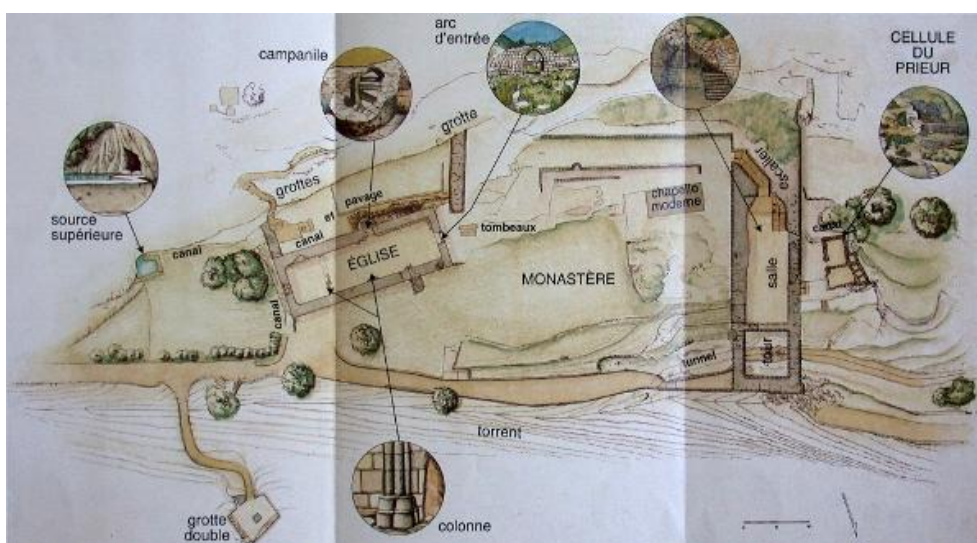 arc
d'entrée
campanile
CELLULE
DU
PRIEUR
grotte
escalier
grottes
source
supérieure
canal
et
pavage
canal
chapelle
moderne
tombeaux
canal
ÉGLISE
MONASTÈRE
salle
canal
tunnel
tour
torrent
grotte
double
colonne